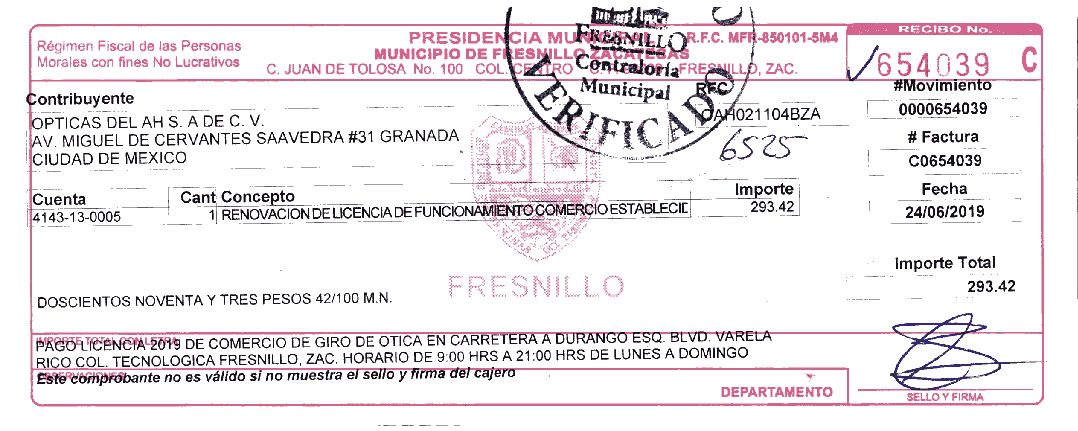 Régimen Fiscal de las Personas
Morales con fines No Lucrativos
PRESIDENCIA MUNICIPAL R.F.C. MFR-850101-5M4
MUNICIPIO DE FRESNILLO ZACATECAS
C. JUAN DE TOLOSA No. 100 COL. CENTRO FRESNILLO, ZAC.
RECIBO No.
654039 C
FRESNILLO
Contraloría
Municipal
VERIFICADO
Contribuyente
RFC
OPTICAS DEL AH S. A DE C. V.
OAH021104BZA
AV. MIGUEL DE CERVANTES SAAVEDRA #31 GRANADA
CIUDAD DE MEXICO
6525
#Movimiento
0000654039
# Factura
C0654039
Fecha
24/06/2019
Cuenta Cant Concepto Importe
4143-13-0005 1 RENOVACION DE LICENCIA DE FUNCIONAMIENTO COMERCIO ESTABLECID 293.42
Importe Total
293.42
FRESNILLO
DOSCIENTOS NOVENTA Y TRES PESOS 42/100 M.N.
IMPORTE TOTAL CON LETRA
PAGO LICENCIA 2019 DE COMERCIO DE GIRO DE OTICA EN CARRETERA A DURANGO ESQ. BLVD. VARELA
RICO COL. TECNOLOGICA FRESNILLO, ZAC. HORARIO DE 9:00 HRS A 21:00 HRS DE LUNES A DOMINGO
OBSERVACIONES
Este comprobante no es válido si no muestra el sello y firma del cajero
DEPARTAMENTO
SELLO Y FIRMA